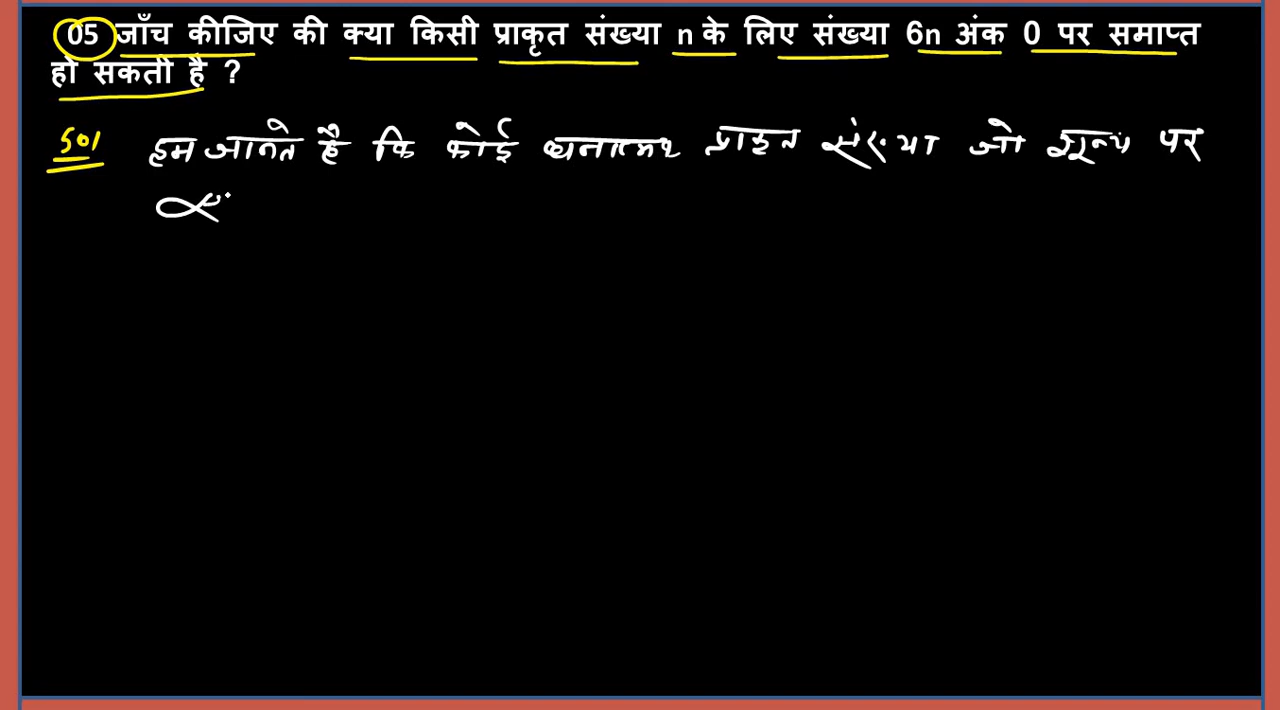 05 जाँच कीजिए की क्या किसी प्राकृत संख्या n के लिए संख्या 6n अंक 0 पर समाप्त
हो सकती है ?
Sol हम जानते है कि कोई धनात्मक प्राकृत संख्या जो शून्य पर